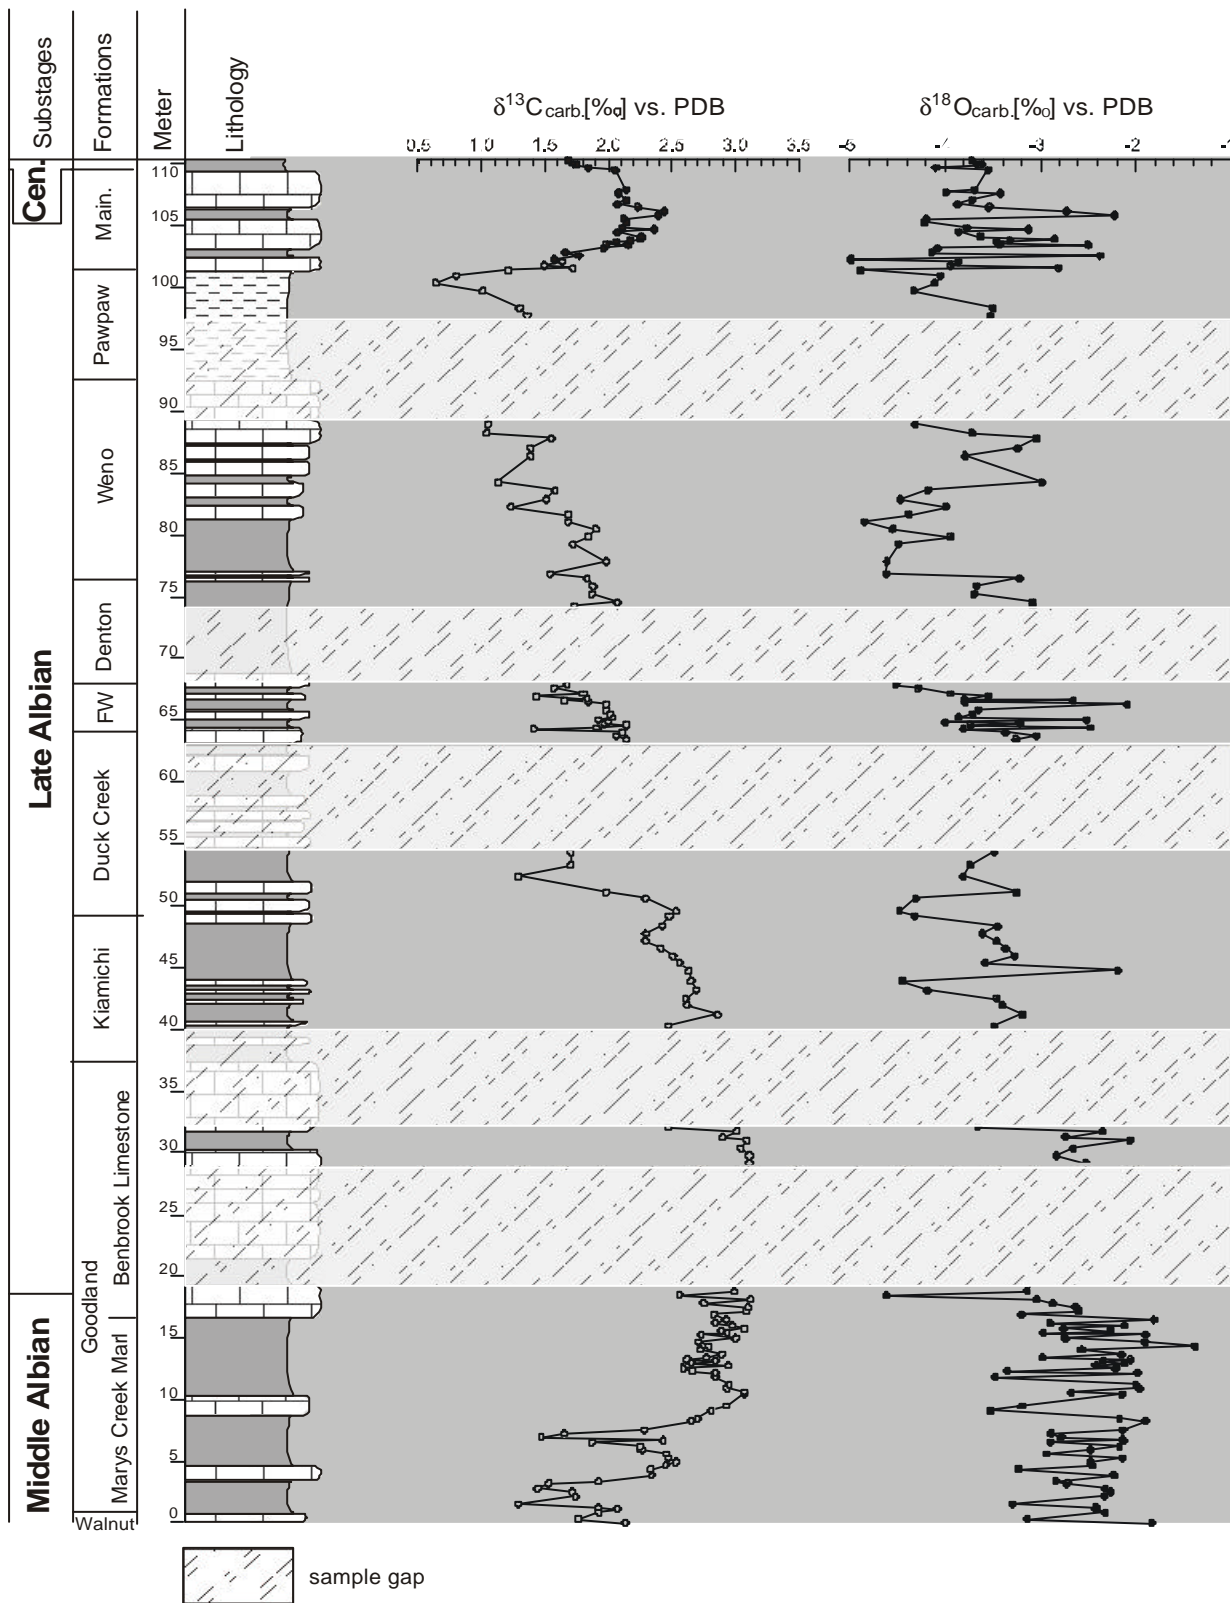 Substages
Formations
Meter
Lithology
δ13Ccarb.[‰] vs. PDB
δ18Ocarb.[‰] vs. PDB
0.5 1.0 1.5 2.0 2.5 3.0 3.5
-5 -4 -3 -2 -1
Cen.
Late Albian
Middle Albian
Main.
Pawpaw
Weno
Denton
FW
Duck Creek
Kiamichi
Goodland
Benbrook Limestone
Marys Creek Marl
Walnut
110
105
100
95
90
85
80
75
70
65
60
55
50
45
40
35
30
25
20
15
10
5
0
sample gap